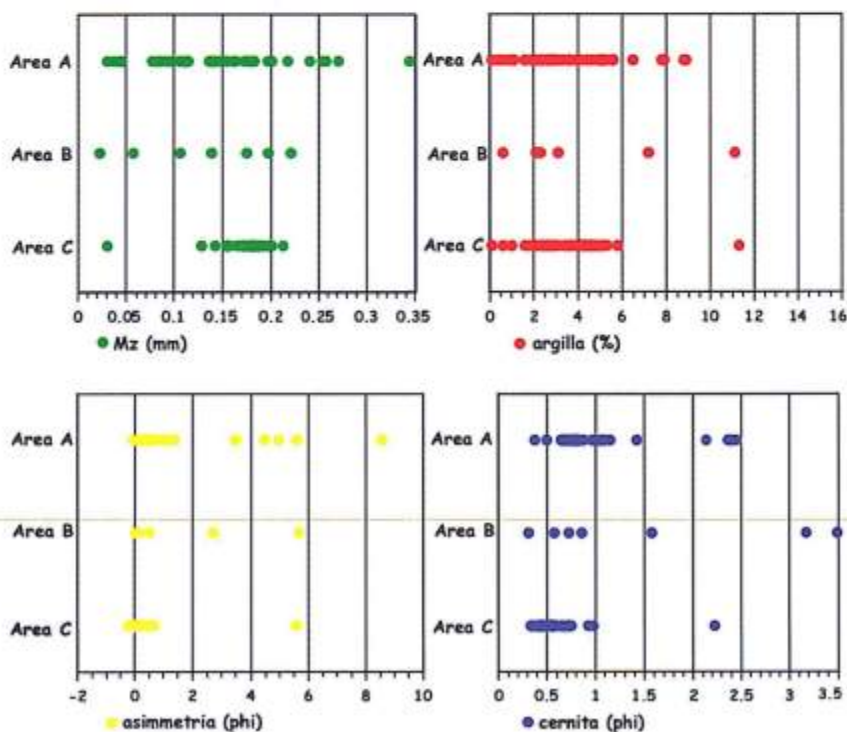 Area A
Area B
Area C
0 0.05 0.1 0.15 0.2 0.25 0.3 0.35
Mz (mm)
Area A
Area B
Area C
0 2 4 6 8 10 12 14 16
argilla (%)
Area A
Area B
Area C
-2 0 2 4 6 8 10
asimmetria (phi)
Area A
Area B
Area C
0 0.5 1 1.5 2 2.5 3 3.5
cernita (phi)